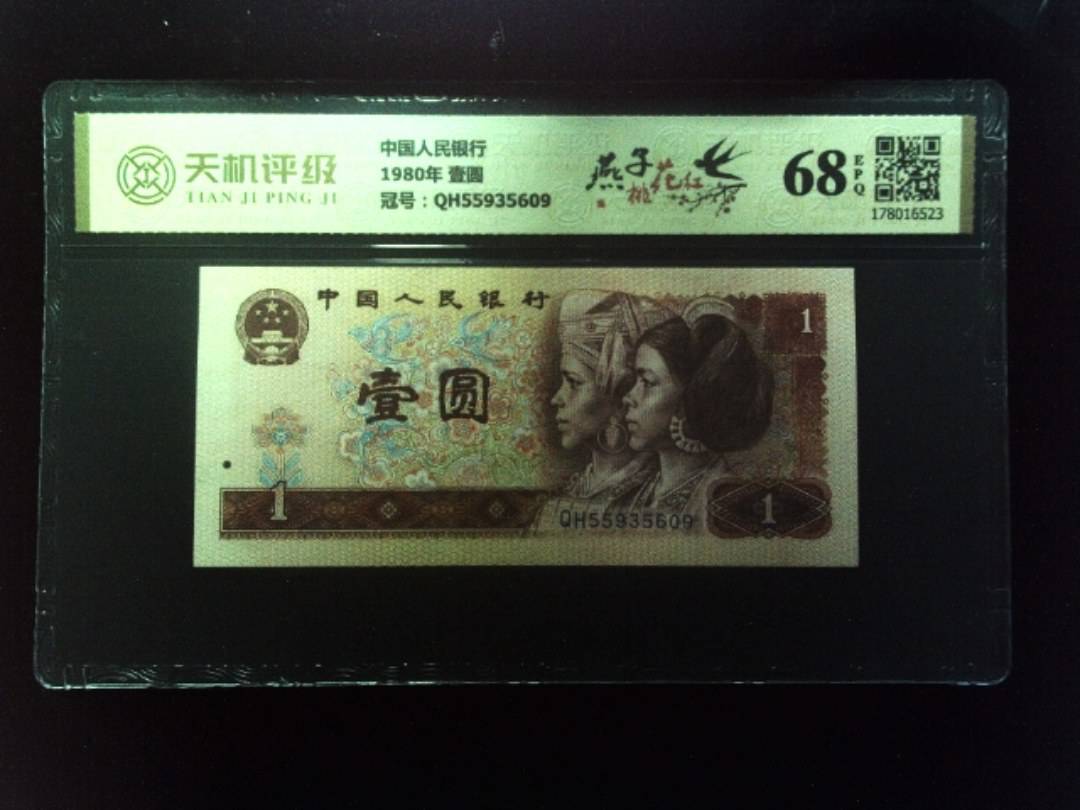 天机评级
TIAN JI PING JI
中国人民银行
1980年 壹圆
冠号：QH55935609
燕子
桃花红
68
EPQ
178016523
中国人民银行
1
壹圆
1
QH55935609
1